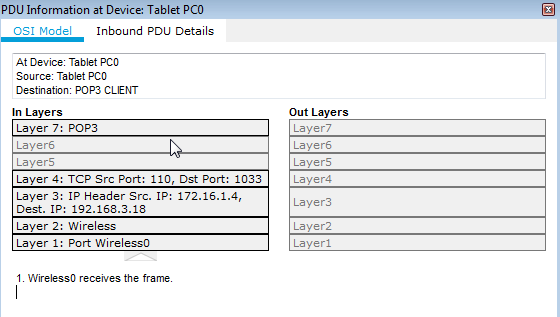 PDU Information at Device: Tablet PC0
OSI Model Inbound PDU Details
At Device: Tablet PC0
Source: Tablet PC0
Destination: POP3 CLIENT
In Layers
Layer 7: POP3
Layer6
Layer5
Layer 4: TCP Src Port: 110, Dst Port: 1033
Layer 3: IP Header Src. IP: 172.16.1.4,
Dest. IP: 192.168.3.18
Layer 2: Wireless
Layer 1: Port Wireless0
Out Layers
Layer7
Layer6
Layer5
Layer4
Layer3
Layer2
Layer1
1. Wireless0 receives the frame.